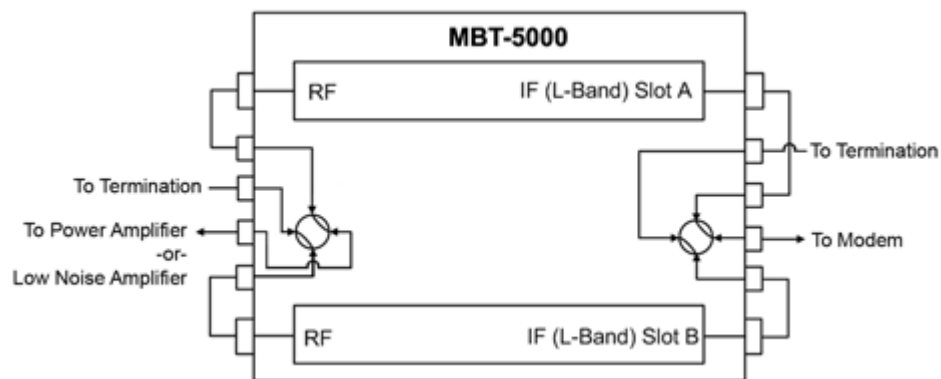 MBT-5000
RF
IF (L-Band) Slot A
To Termination
To Termination
To Power Amplifier
-or-
Low Noise Amplifier
To Modem
RF
IF (L-Band) Slot B